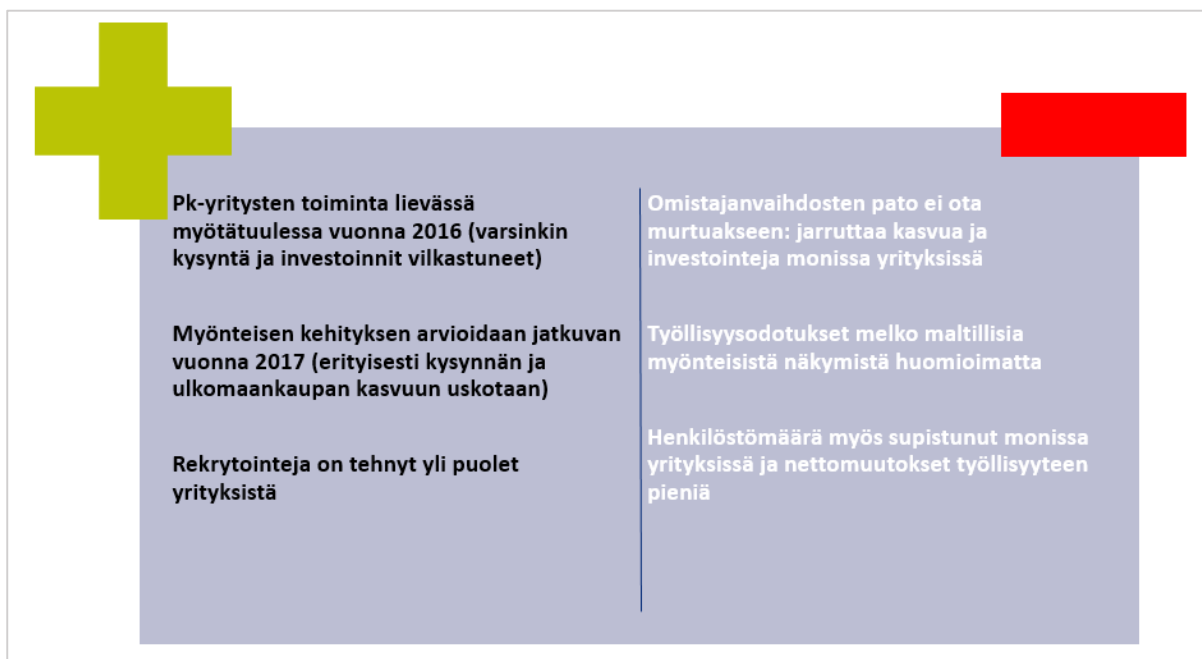 Pk-yritysten toiminta lievässä
myötätuulessa vuonna 2016 (varsinkin
kysyntä ja investoinnit vilkastuneet)
Myönteisen kehityksen arvioidaan jatkuvan
vuonna 2017 (erityisesti kysynnän ja
ulkomaankaupan kasvuun uskotaan)
Rekrytointeja on tehnyt yli puolet
yrityksistä
Omistajanvaihdosten pato ei ota
murtuakseen: jarruttaa kasvua ja
investointeja monissa yrityksissä
Työllisyysodotukset melko maltillisia
myönteisistä näkymistä huomioimatta
Henkilöstömäärä myös supistunut monissa
yrityksissä ja nettomuutokset työllisyyteen
pieniä